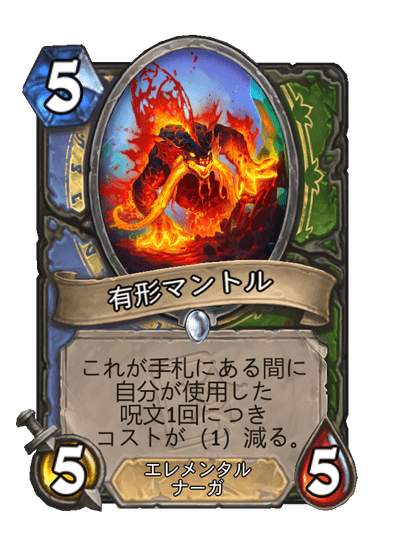 5
有形マントル
これが手札にある間に
自分が使用した
呪文1回につき
コストが (1) 減る。
5
エレメンタル
ナーガ
5